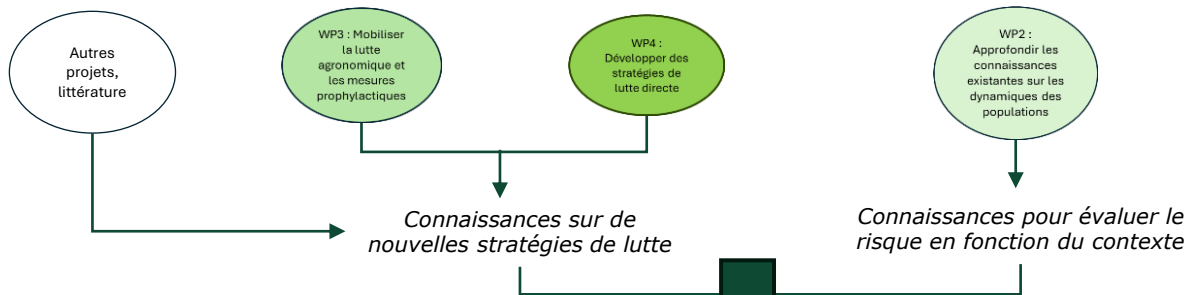 Autres
projets,
littérature
WP3 : Mobiliser
la lutte
agronomique et
les mesures
prophylactiques
WP4 :
Développer des
stratégies de
lutte directe
WP2 :
Approfondir les
connaissances
existantes sur les
dynamiques des
populations
Connaissances sur de
nouvelles stratégies de lutte
Connaissances pour évaluer le
risque en fonction du contexte